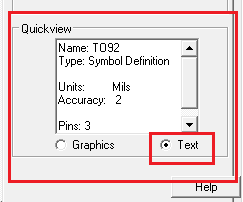 Quickview
Name: TO92
Type: Symbol Definition
Units: Mils
Accuracy: 2
Pins: 3
Graphics Text
Help